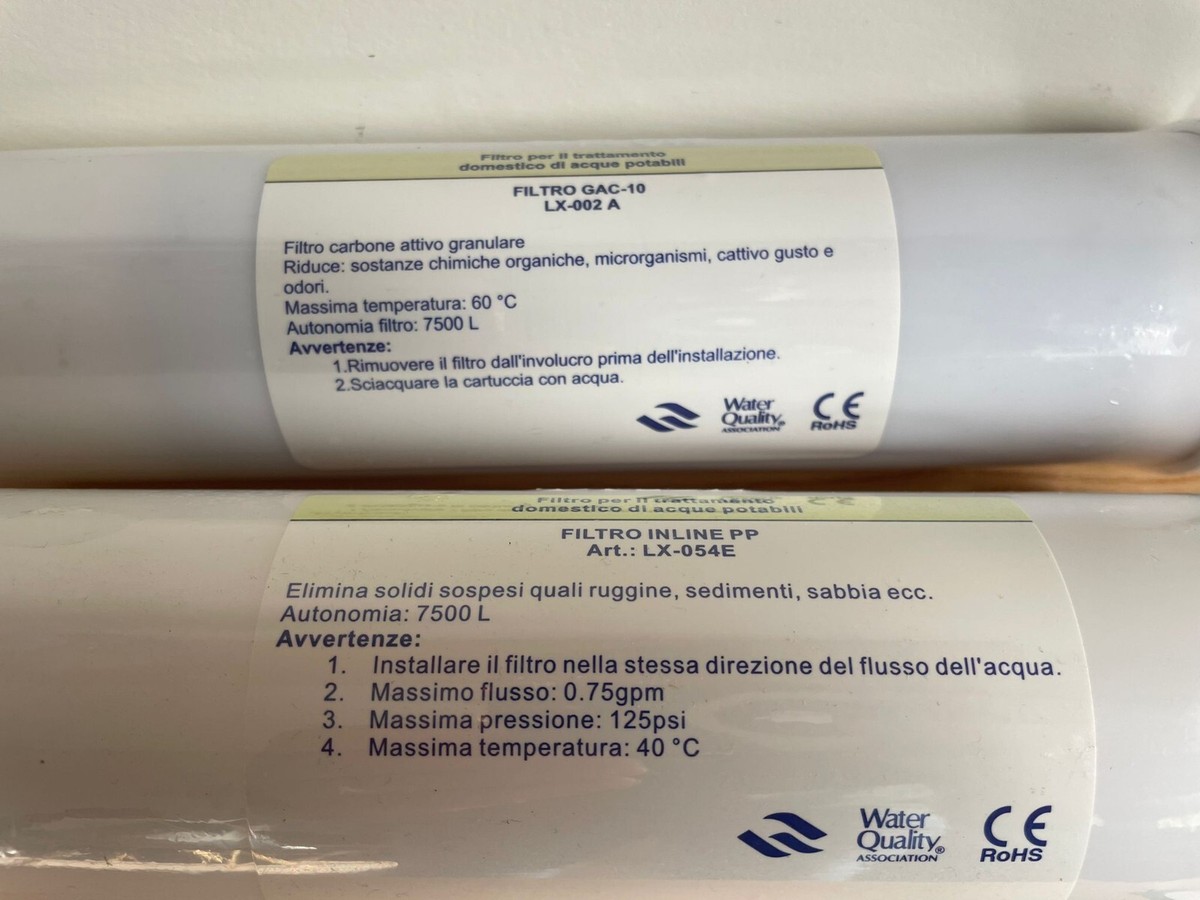 Filtro per il trattamento
domestico di acque potabili
FILTRO GAC-10
LX-002 A
Filtro carbone attivo granulare
Riduce: sostanze chimiche organiche, microrganismi, cattivo gusto e
odori.
Massima temperatura: 60 °C
Autonomia filtro: 7500 L
Avvertenze:
1.Rimuovere il filtro dall'involucro prima dell'installazione.
2.Sciacquare la cartuccia con acqua.
Water
Quality®
ASSOCIATION
CE
RoHS
Filtro per il trattamento
domestico di acque potabili
FILTRO INLINE PP
Art.: LX-054E
Elimina solidi sospesi quali ruggine, sedimenti, sabbia ecc.
Autonomia: 7500 L
Avvertenze:
1. Installare il filtro nella stessa direzione del flusso dell'acqua.
2. Massimo flusso: 0.75gpm
3. Massima pressione: 125psi
4. Massima temperatura: 40 °C
Water
Quality®
ASSOCIATION
CE
RoHS